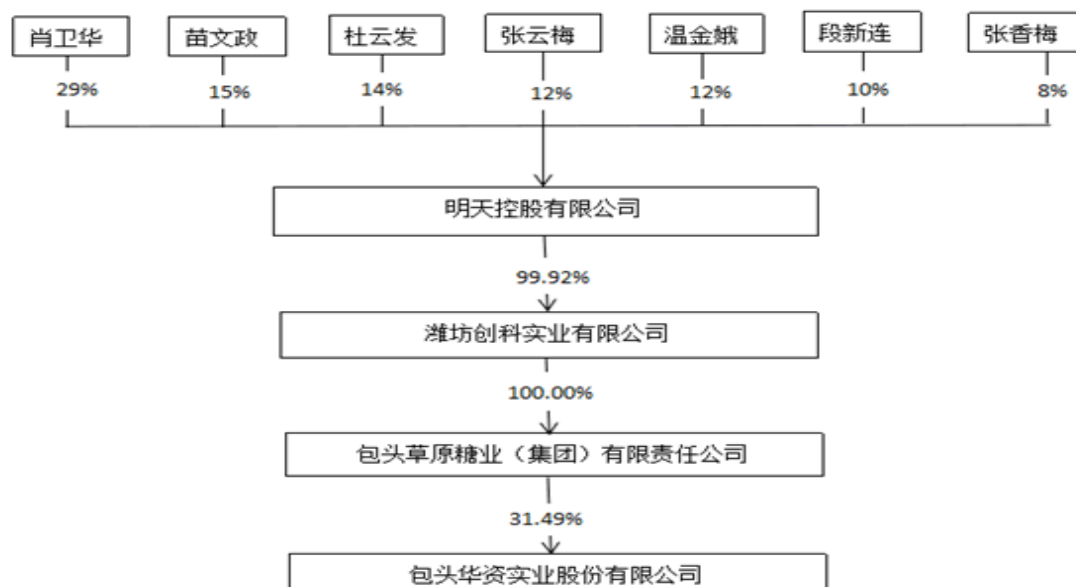 肖卫华 苗文政 杜云发 张云梅 温金娥 段新连 张香梅
29% 15% 14% 12% 12% 10% 8%
明天控股有限公司
99.92%
潍坊创科实业有限公司
100.00%
包头草原糖业（集团）有限责任公司
31.49%
包头华资实业股份有限公司